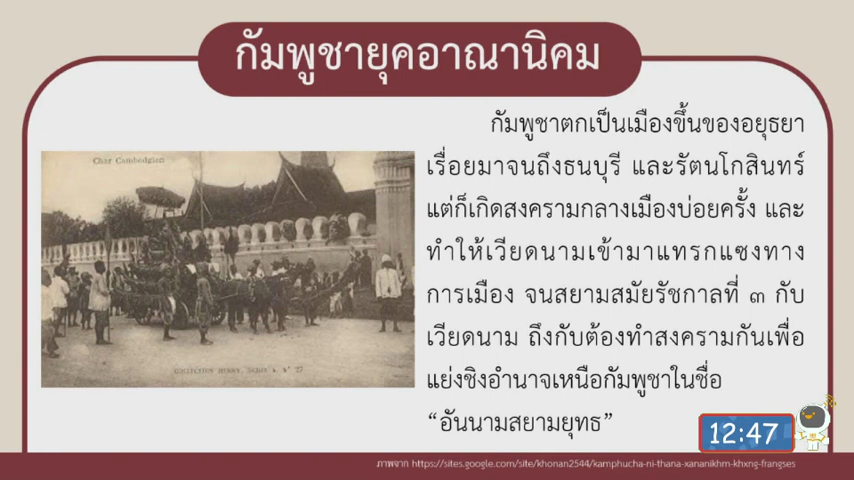 กัมพูชายุคอาณานิคม
Char Cambodgien
COLLECTION HENRY, SERIE A, Nº 27
กัมพูชาตกเป็นเมืองขึ้นของอยุธยา
เรื่อยมาจนถึงธนบุรี และรัตนโกสินทร์
แต่ก็เกิดสงครามกลางเมืองบ่อยครั้ง และ
ทำให้เวียดนามเข้ามาแทรกแซงทาง
การเมือง จนสยามสมัยรัชกาลที่ ๓ กับ
เวียดนาม ถึงกับต้องทำสงครามกันเพื่อ
แย่งชิงอำนาจเหนือกัมพูชาในชื่อ
“อันนามสยามยุทธ”
12:47
ภาพจาก https://sites.google.com/site/khonan2544/kamphucha-ni-thana-xananikhm-khxng-frangses